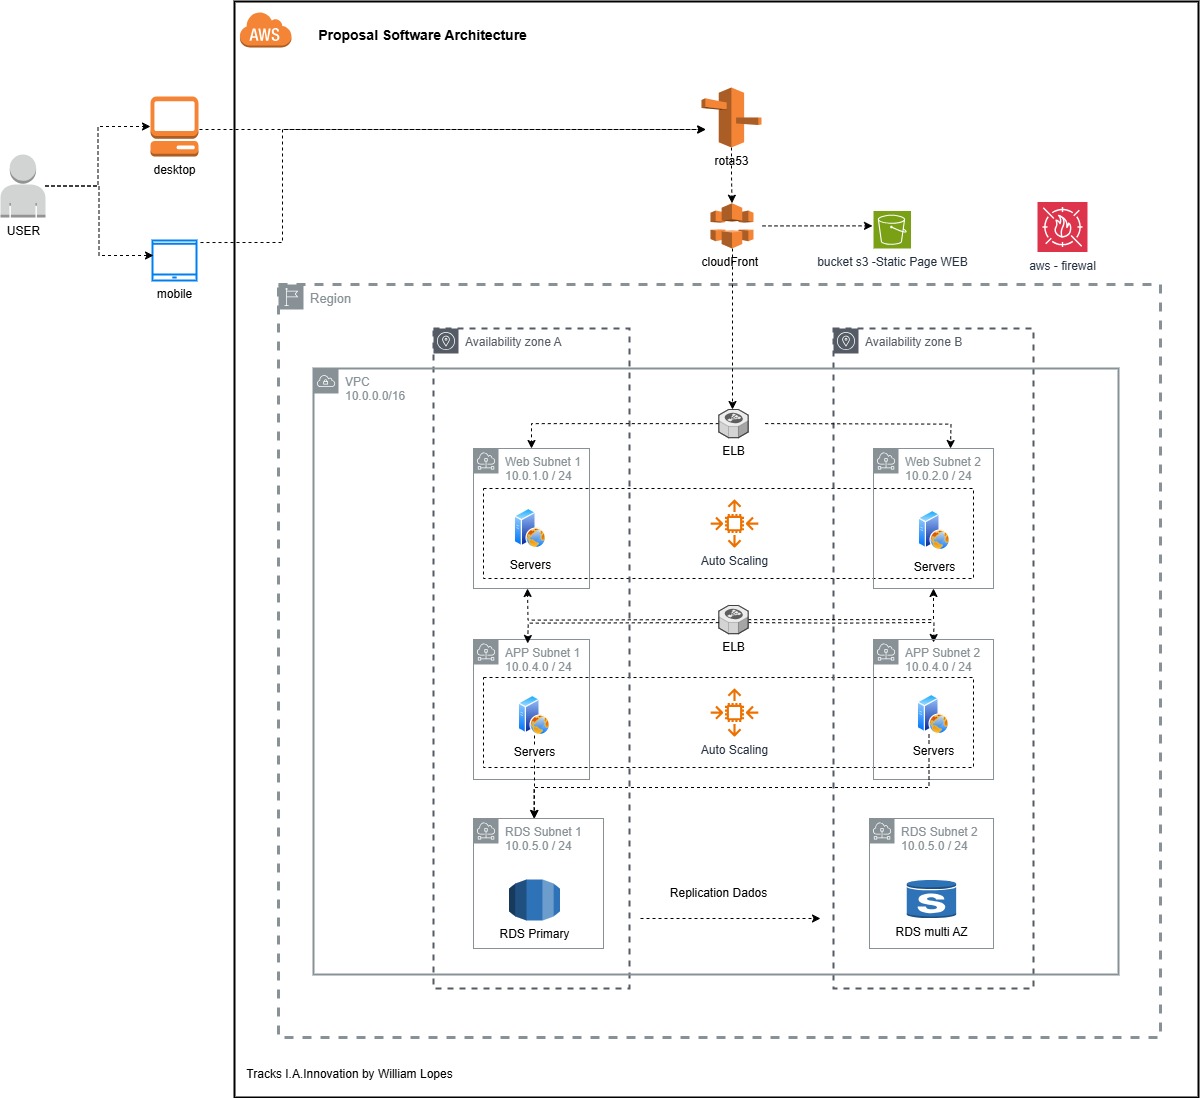 AWS
Proposal Software Architecture
desktop
rota53
USER
mobile
cloudFront
bucket s3 -Static Page WEB
aws - firewal
Region
Availability zone A
Availability zone B
VPC
10.0.0.0/16
ELB
Web Subnet 1
10.0.1.0 / 24
Web Subnet 2
10.0.2.0 / 24
Servers
Auto Scaling
Servers
ELB
APP Subnet 1
10.0.4.0 / 24
APP Subnet 2
10.0.4.0 / 24
Servers
Auto Scaling
Servers
RDS Subnet 1
10.0.5.0 / 24
RDS Subnet 2
10.0.5.0 / 24
Replication Dados
S
RDS Primary
RDS multi AZ
Tracks I.A.Innovation by William Lopes